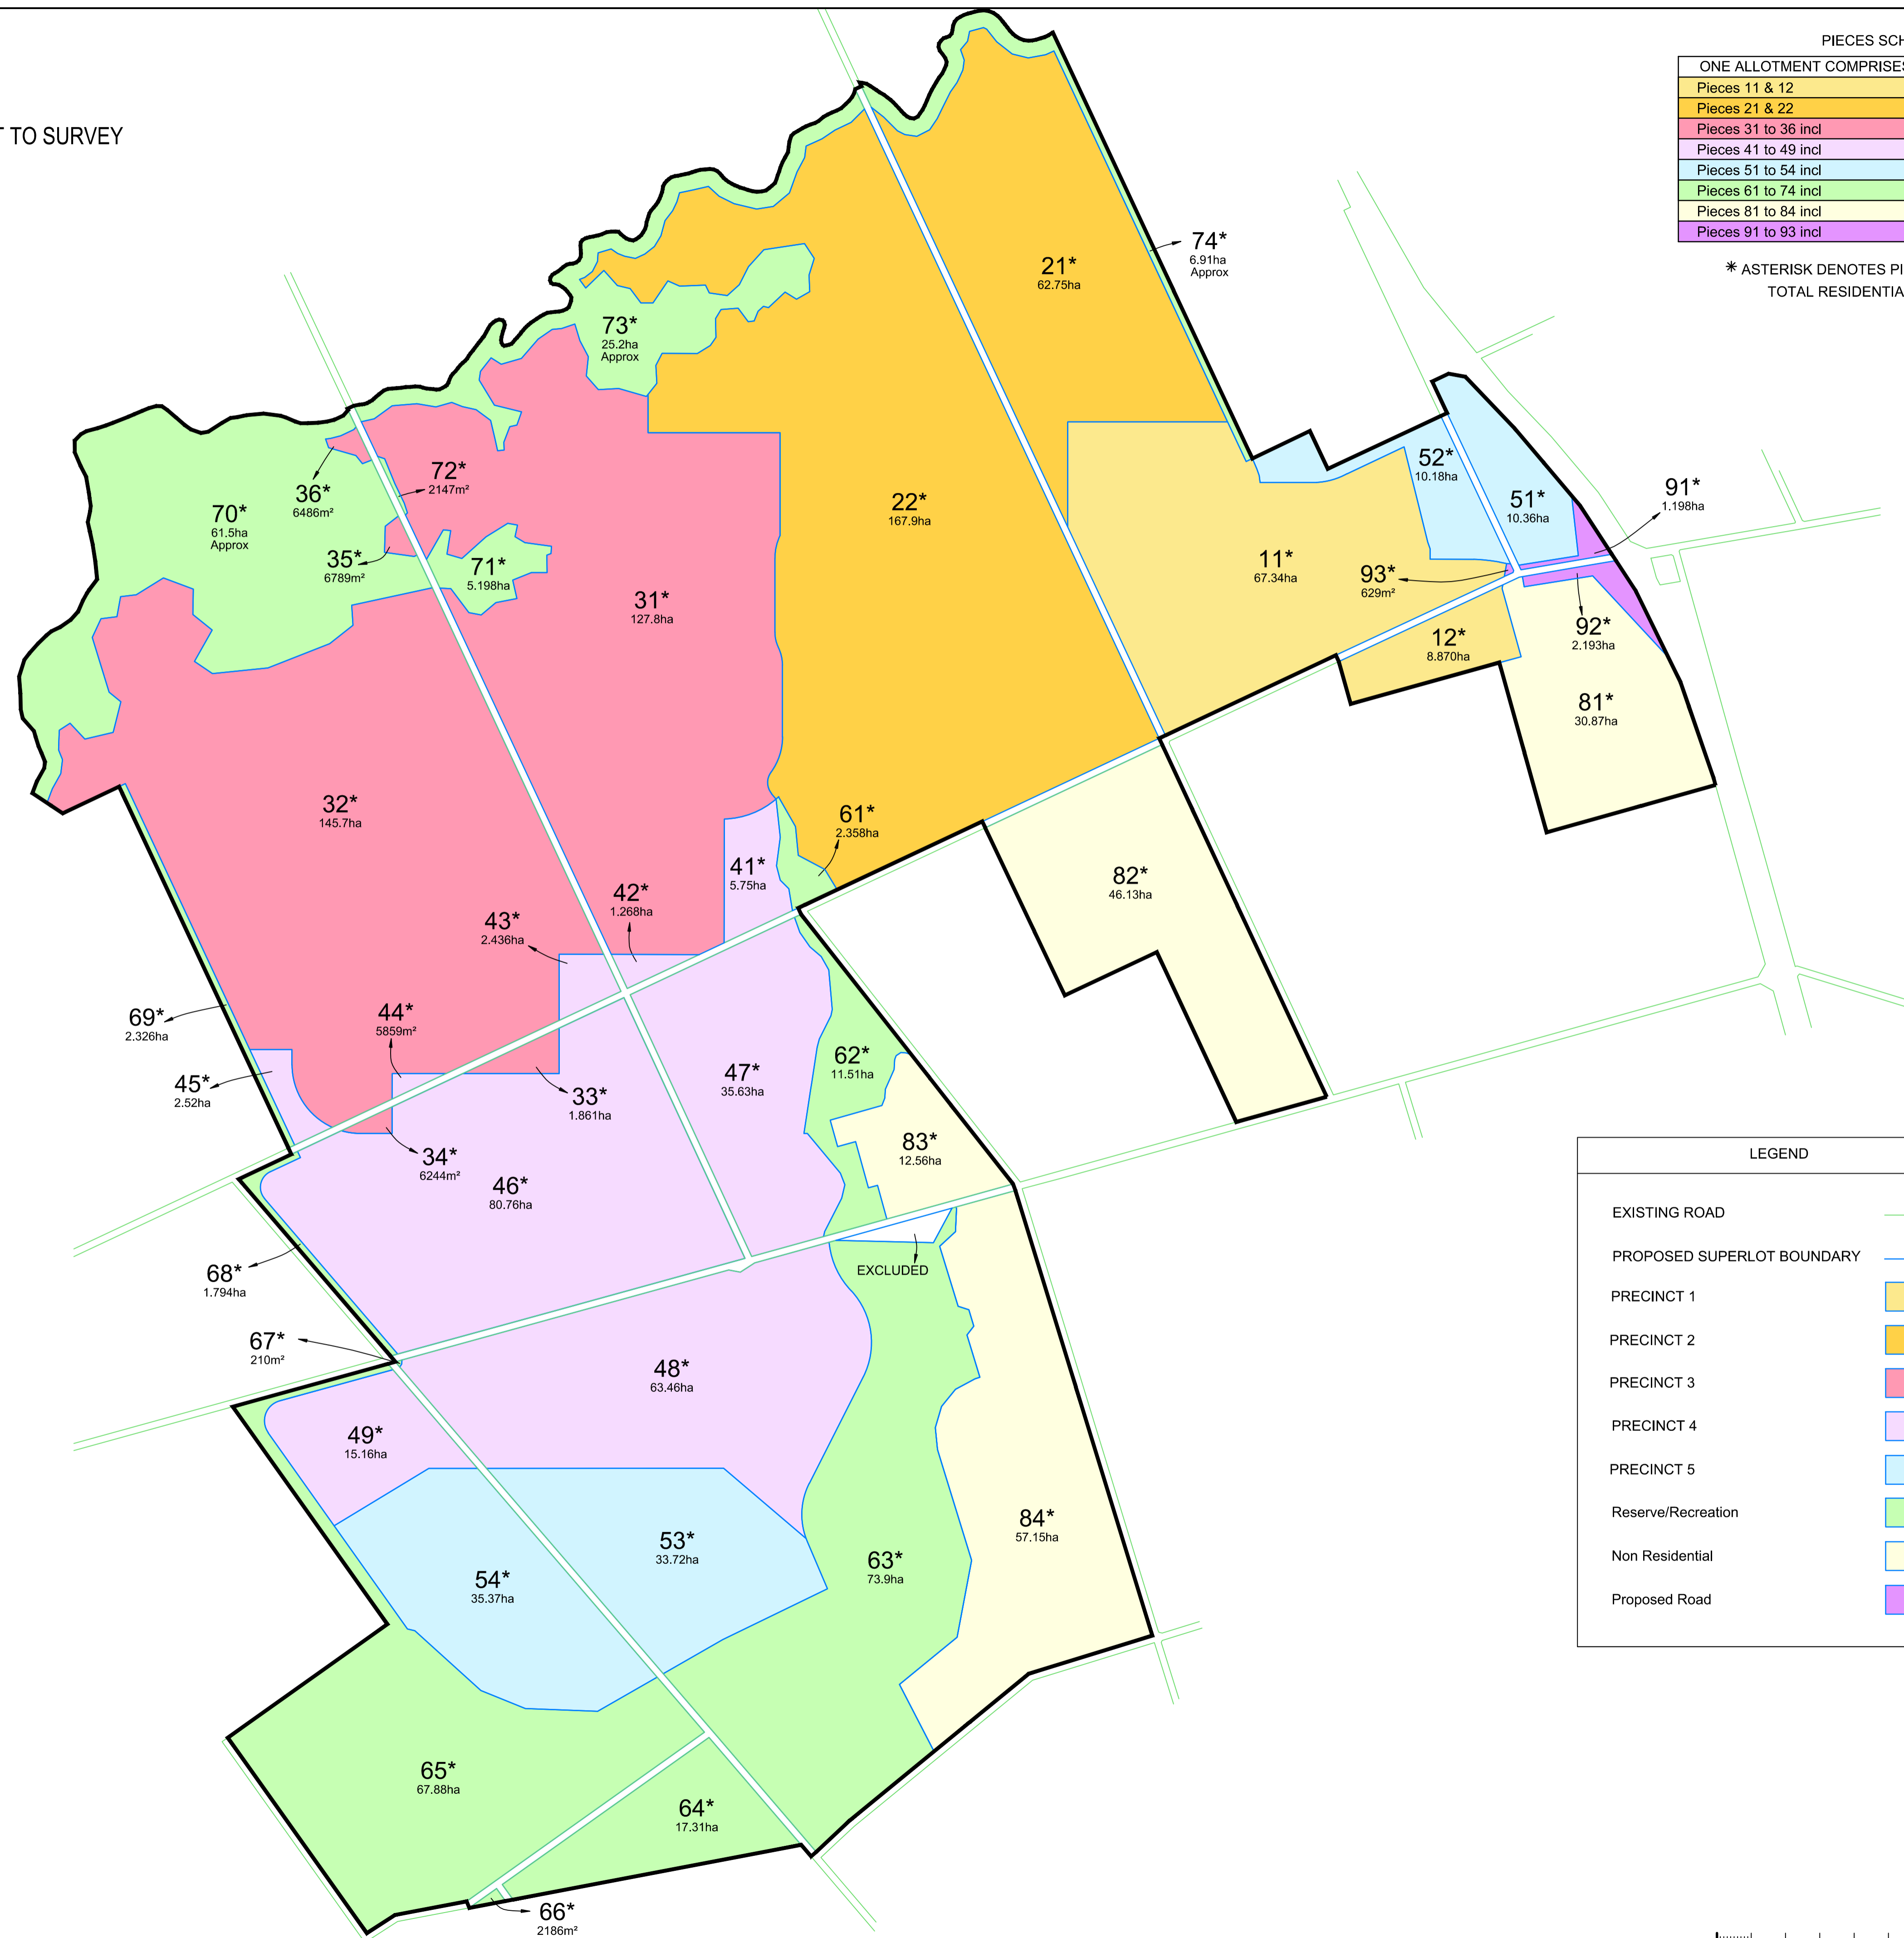 T TO SURVEY
PIECES SCH
ONE ALLOTMENT COMPRISES
Pieces 11 & 12
Pieces 21 & 22
Pieces 31 to 36 incl
Pieces 41 to 49 incl
Pieces 51 to 54 incl
Pieces 61 to 74 incl
Pieces 81 to 84 incl
Pieces 91 to 93 incl
* ASTERISK DENOTES PI
TOTAL RESIDENTIA
74*
6.91ha
Approx
21*
62.75ha
73*
25.2ha
Approx
72*
2147m²
36*
6486m²
70*
61.5ha
Approx
35*
6789m²
71*
5.198ha
31*
127.8ha
22*
167.9ha
52*
10.18ha
51*
10.36ha
91*
1.198ha
11*
67.34ha
93*
629m²
12*
8.870ha
92*
2.193ha
81*
30.87ha
32*
145.7ha
61*
2.358ha
41*
5.75ha
82*
46.13ha
42*
1.268ha
43*
2.436ha
69*
2.326ha
44*
5859m²
45*
2.52ha
33*
1.861ha
47*
35.63ha
62*
11.51ha
34*
6244m²
46*
80.76ha
83*
12.56ha
68*
1.794ha
EXCLUDED
67*
210m²
48*
63.46ha
49*
15.16ha
53*
33.72ha
54*
35.37ha
63*
73.9ha
84*
57.15ha
65*
67.88ha
64*
17.31ha
66*
2186m²
LEGEND
EXISTING ROAD
PROPOSED SUPERLOT BOUNDARY
PRECINCT 1
PRECINCT 2
PRECINCT 3
PRECINCT 4
PRECINCT 5
Reserve/Recreation
Non Residential
Proposed Road